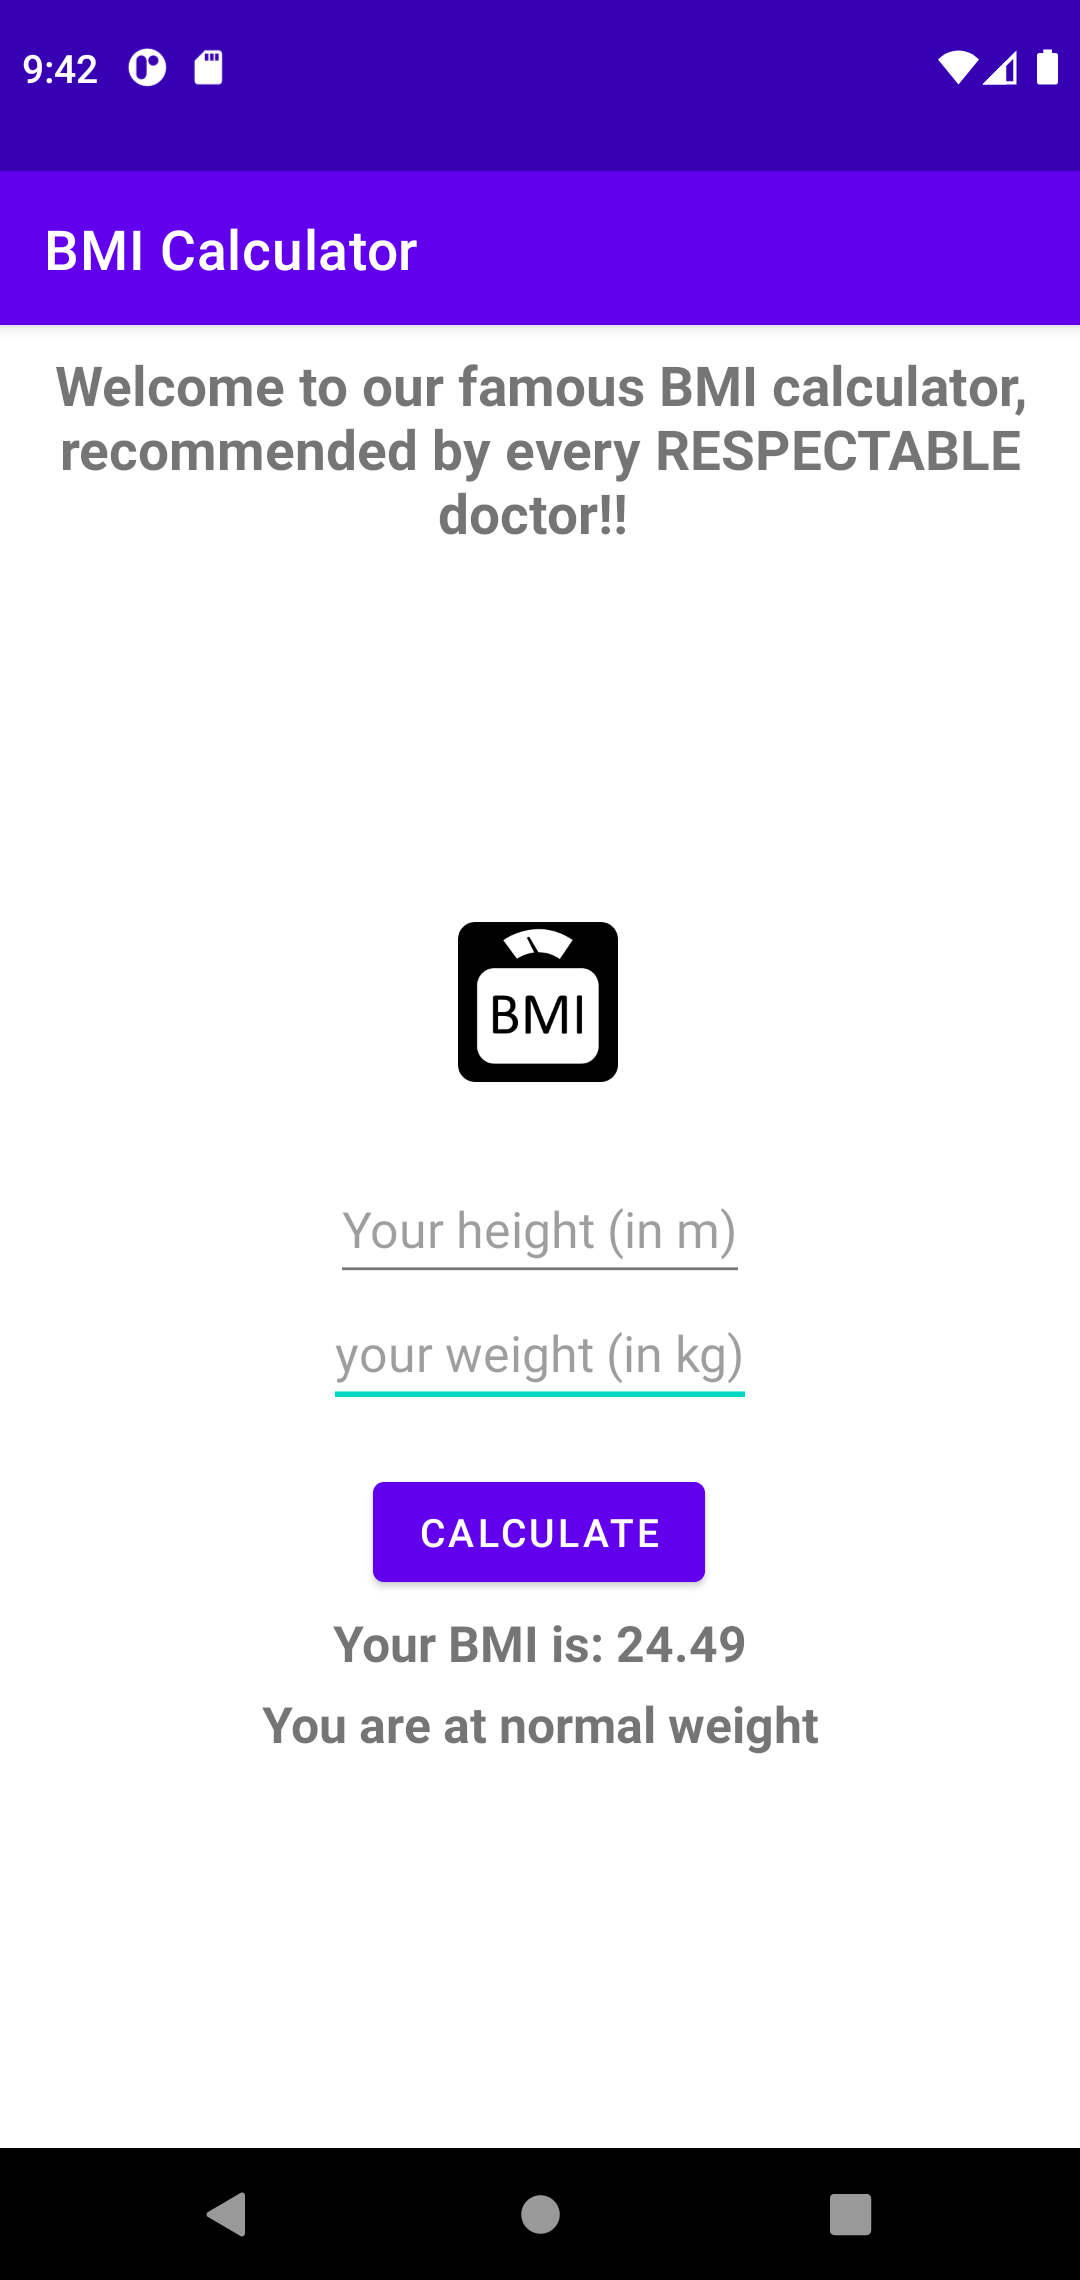 9:42
BMI Calculator
Welcome to our famous BMI calculator,
recommended by every RESPECTABLE
doctor!!
BMI
Your height (in m)
your weight (in kg)
CALCULATE
Your BMI is: 24.49
You are at normal weight